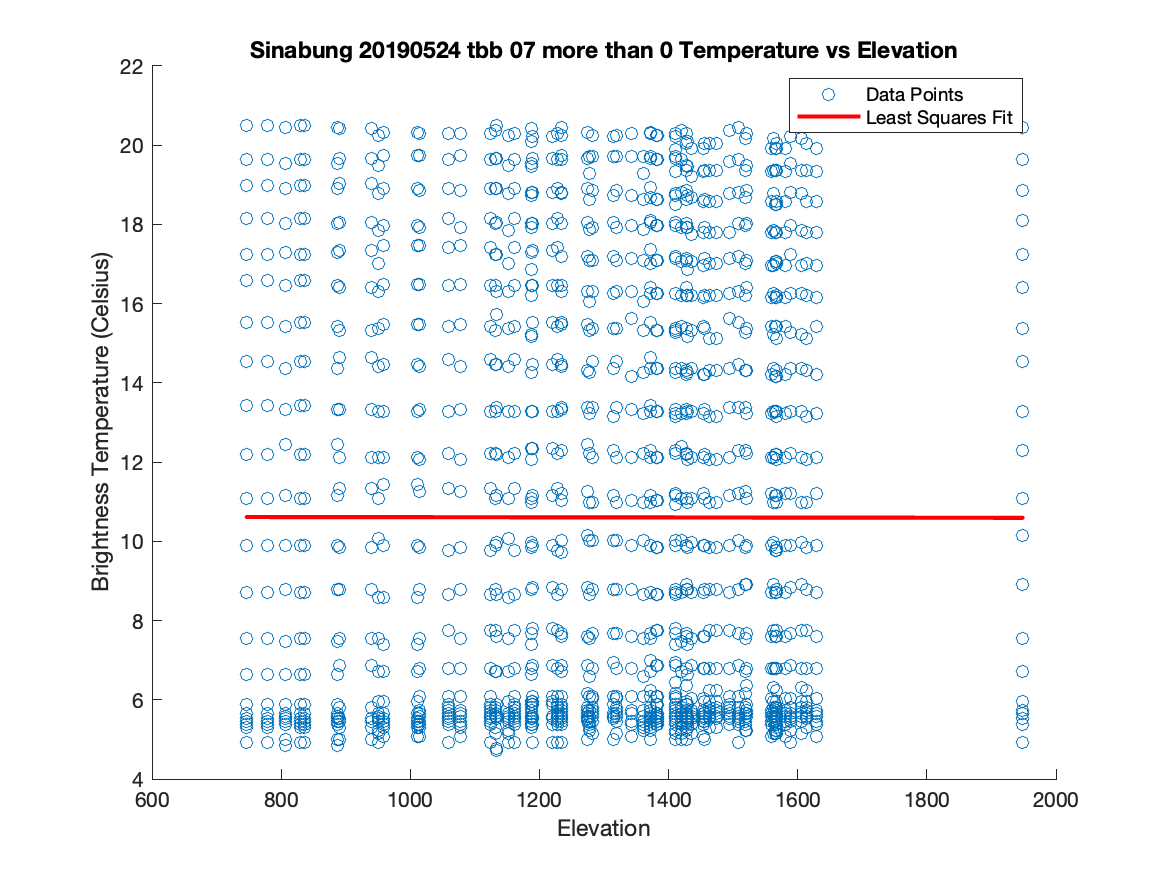 Sinabung 20190524 tbb 07 more than 0 Temperature vs Elevation
Data Points
Least Squares Fit
22
20
18
16
14
12
10
8
6
4
Brightness Temperature (Celsius)
600 800 1000 1200 1400 1600 1800 2000
Elevation